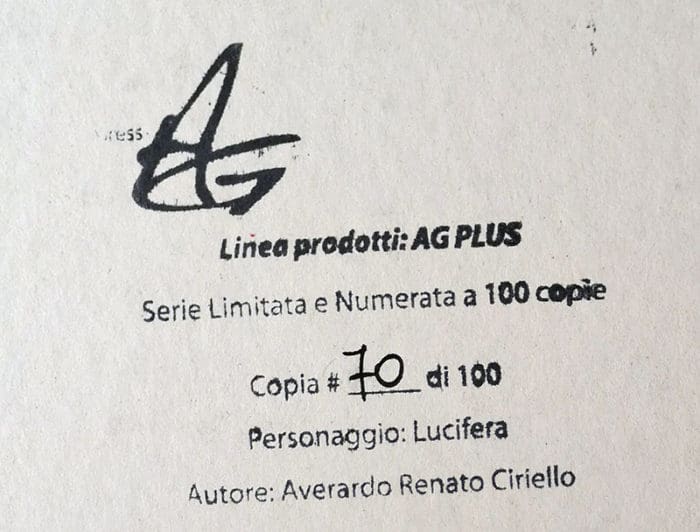 AG
Linea prodotti: AG PLUS
Serie Limitata e Numerata a 100 copie
Copia # 70 di 100
Personaggio: Lucifera
Autore: Averardo Renato Ciriello